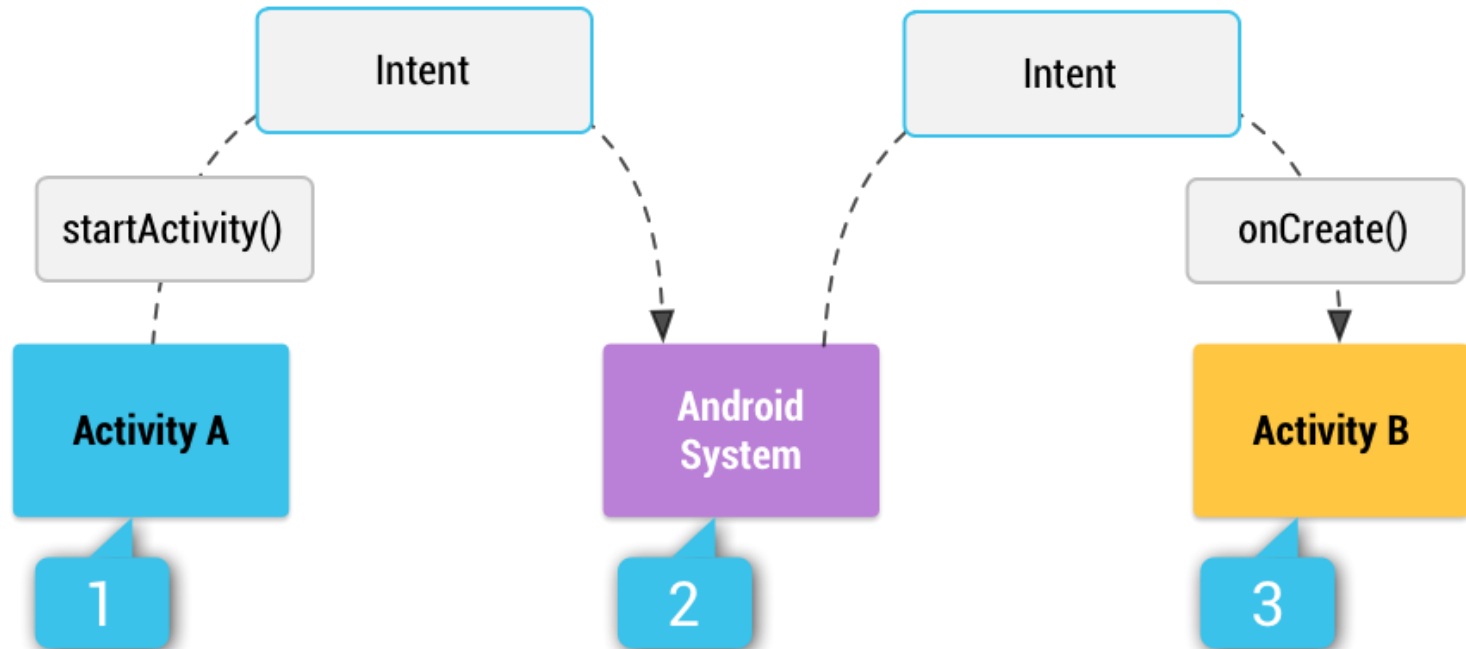 Intent
Intent
startActivity()
onCreate()
Activity A
Android
System
Activity B
1
2
3